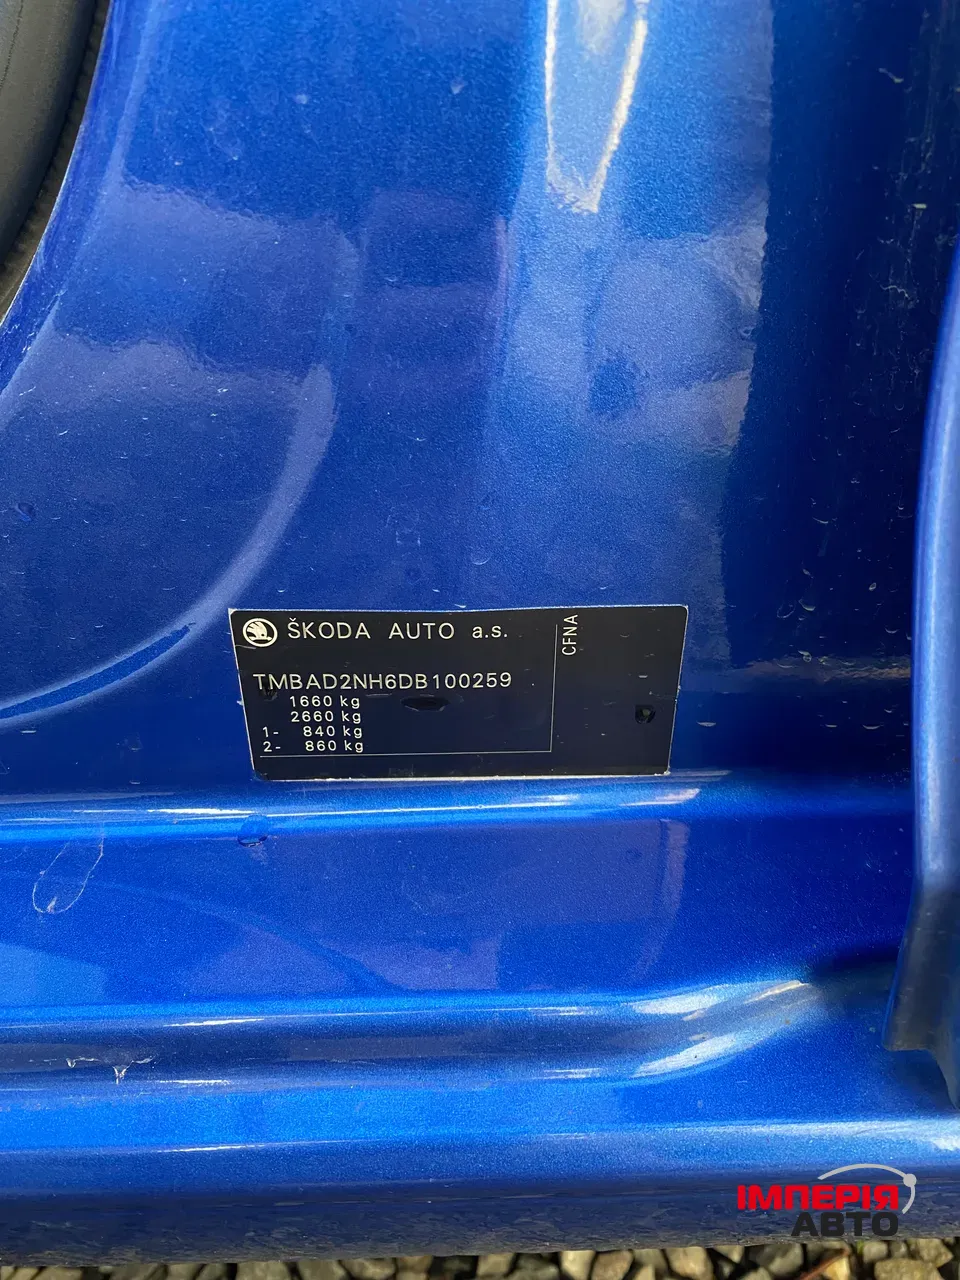 ŠKODA AUTO a.s.
CFNA
TMBAD2NH6DB100259
1660 kg
2660 kg
1- 840 kg
2- 860 kg
ІМПЕРІЯ
АВТО